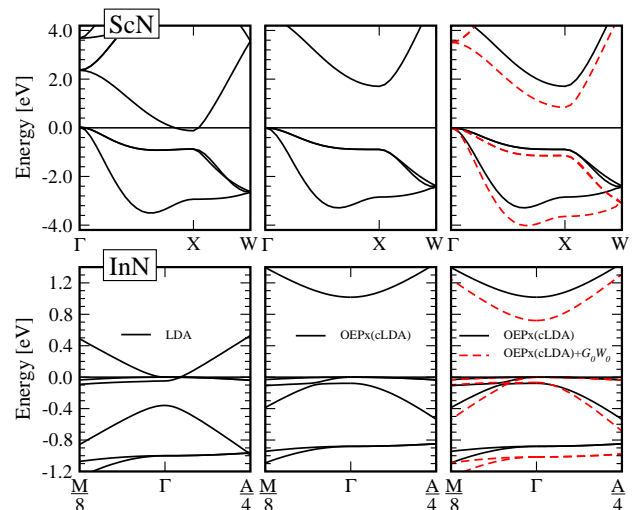 ScN
4.0
2.0
0.0
-2.0
-4.0
Energy [eV]
Γ X W
Γ X W
Γ X W
InN
1.2
0.8
0.4
0.0
-0.4
-0.8
-1.2
Energy [eV]
LDA
OEPx(cLDA)
OEPx(cLDA)
OEPx(cLDA)+G0W0
M/8 Γ A/4
M/8 Γ A/4
M/8 Γ A/4